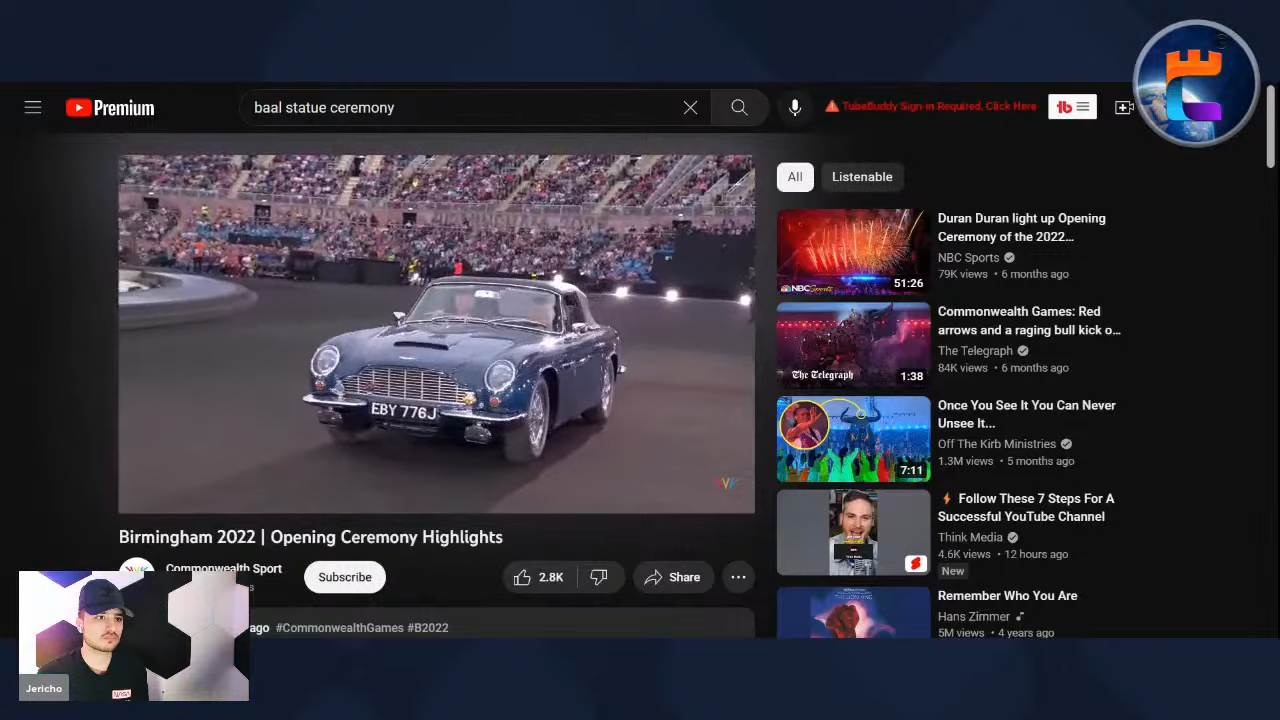 Premium
baal statue ceremony
TubeBuddy Sign-in Required, Click Here
tb
All
Listenable
EBY 776J
Duran Duran light up Opening
Ceremony of the 2022...
NBC Sports
79K views • 6 months ago
NBC Sports
51:26
Commonwealth Games: Red
arrows and a raging bull kick o...
The Telegraph
84K views • 6 months ago
The Telegraph
1:38
Once You See It You Can Never
Unsee It...
Off The Kirb Ministries
1.3M views • 5 months ago
7:11
Follow These 7 Steps For A
Successful YouTube Channel
Think Media
4.6K views • 12 hours ago
New
Remember Who You Are
Hans Zimmer
5M views • 4 years ago
Birmingham 2022 | Opening Ceremony Highlights
Commonwealth Sport
Subscribe
2.8K
Share
ago #CommonwealthGames #B2022
NASA
Jericho